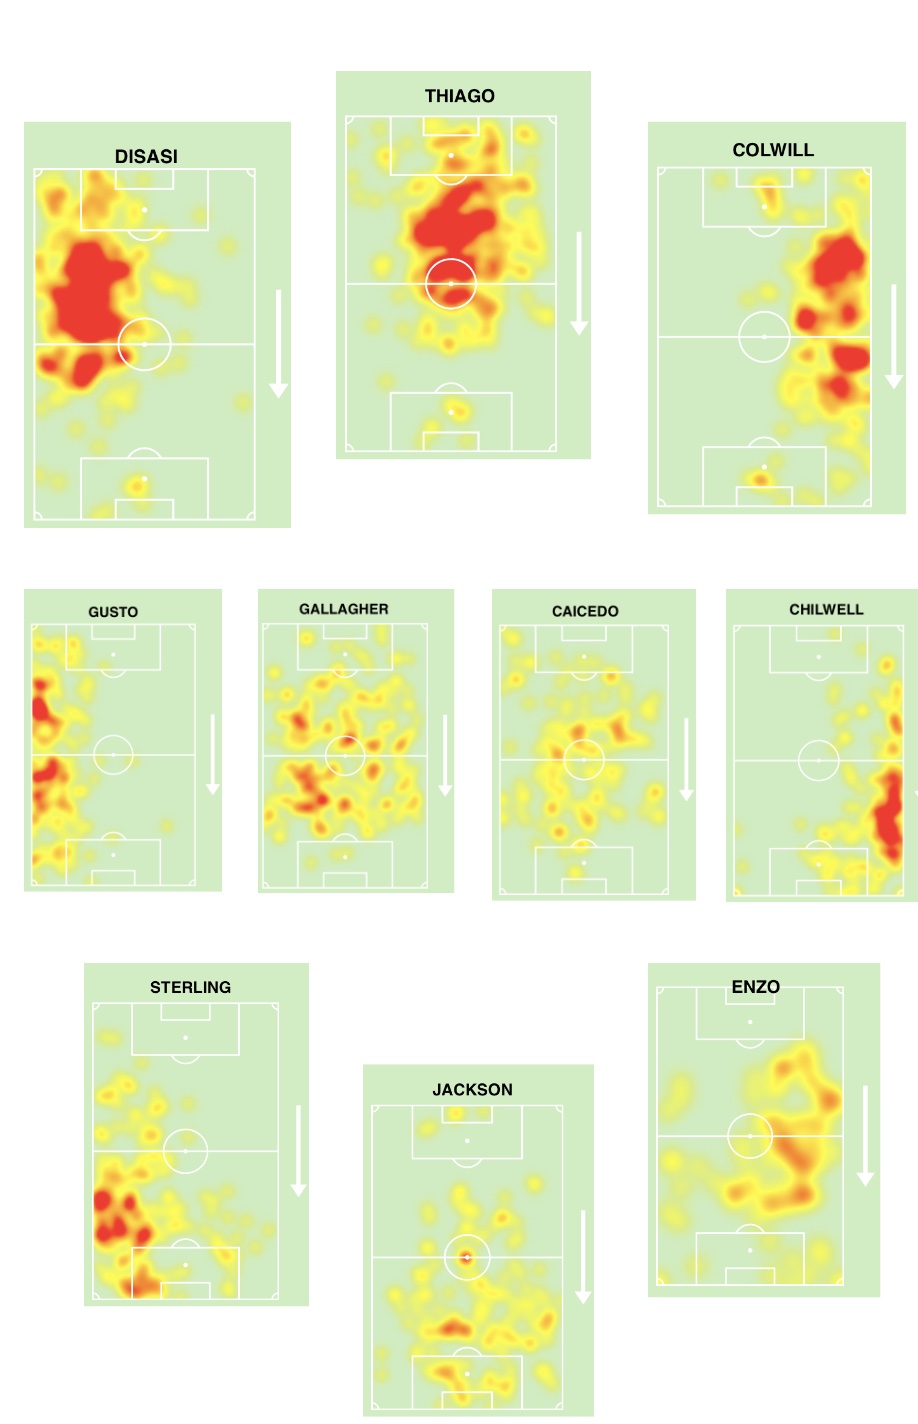 THIAGO
DISASI
COLWILL
GUSTO
GALLAGHER
CAICEDO
CHILWELL
STERLING
ENZO
JACKSON